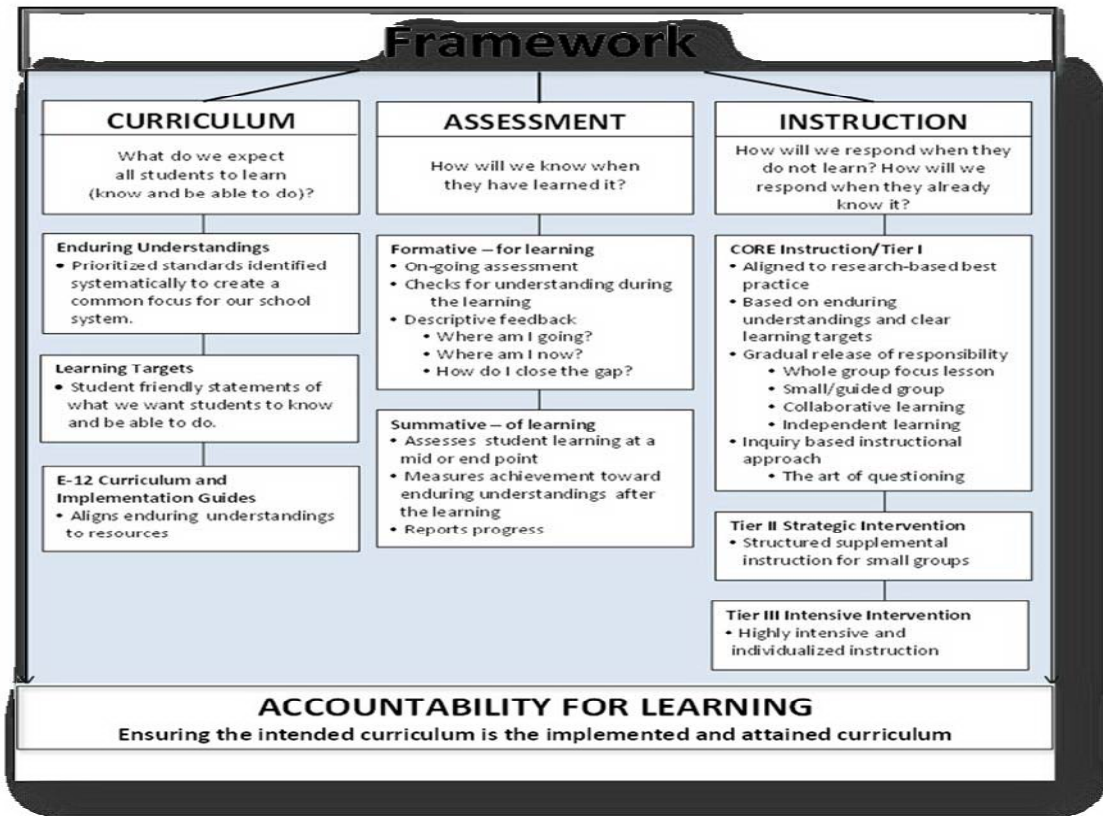 Framework
CURRICULUM
What do we expect
all students to learn
(know and be able to do)?
Enduring Understandings
• Prioritized standards identified
systematically to create a
common focus for our school
system.
Learning Targets
• Student friendly statements of
what we want students to know
and be able to do.
E-12 Curriculum and
Implementation Guides
• Aligns enduring understandings
to resources
ASSESSMENT
How will we know when
they have learned it?
Formative – for learning
• On-going assessment
• Checks for understanding during
the learning
• Descriptive feedback
• Where am I going?
• Where am I now?
• How do I close the gap?
Summative – of learning
• Assesses student learning at a
mid or end point
• Measures achievement toward
enduring understandings after
the learning
• Reports progress
INSTRUCTION
How will we respond when they
do not learn? How will we
respond when they already
know it?
CORE Instruction/Tier I
• Aligned to research-based best
practice
• Based on enduring
understandings and clear
learning targets
• Gradual release of responsibility
• Whole group focus lesson
• Small/guided group
• Collaborative learning
• Independent learning
• Inquiry based instructional
approach
• The art of questioning
Tier II Strategic Intervention
• Structured supplemental
instruction for small groups
Tier III Intensive Intervention
• Highly intensive and
individualized instruction
ACCOUNTABILITY FOR LEARNING
Ensuring the intended curriculum is the implemented and attained curriculum